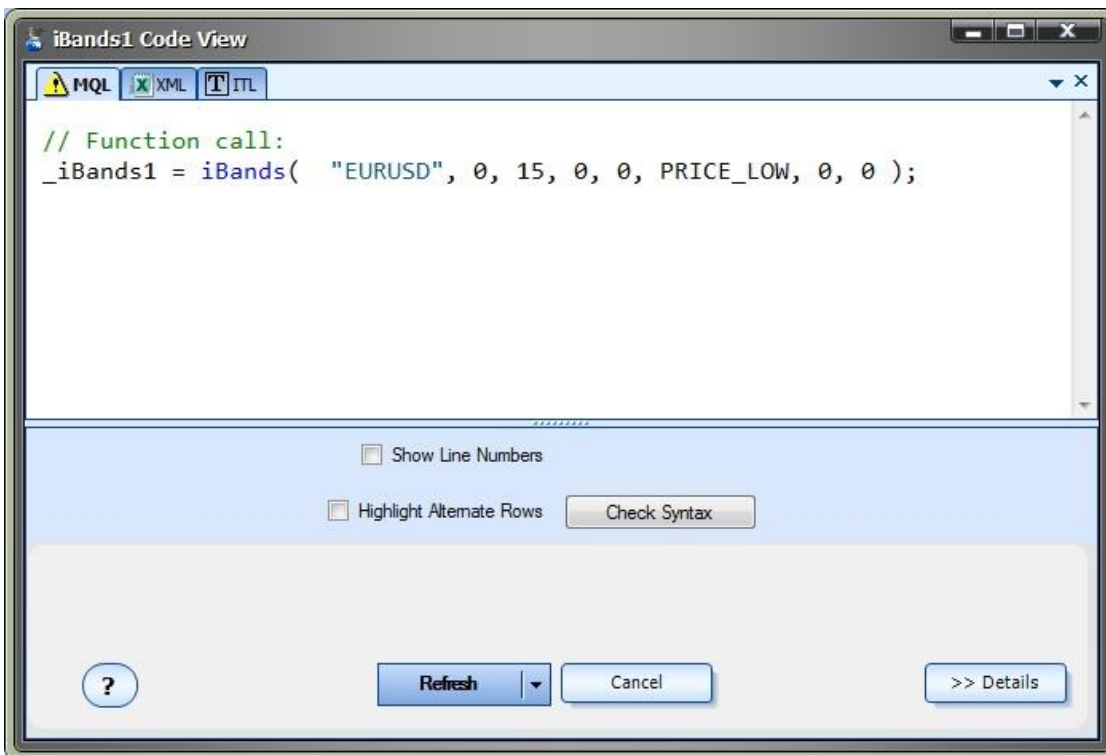 iBands1 Code View
MQL XML T ITL
// Function call:
_iBands1 = iBands(  "EURUSD", 0, 15, 0, 0, PRICE_LOW, 0, 0 );
Show Line Numbers
Highlight Alternate Rows Check Syntax
? Refresh Cancel >> Details